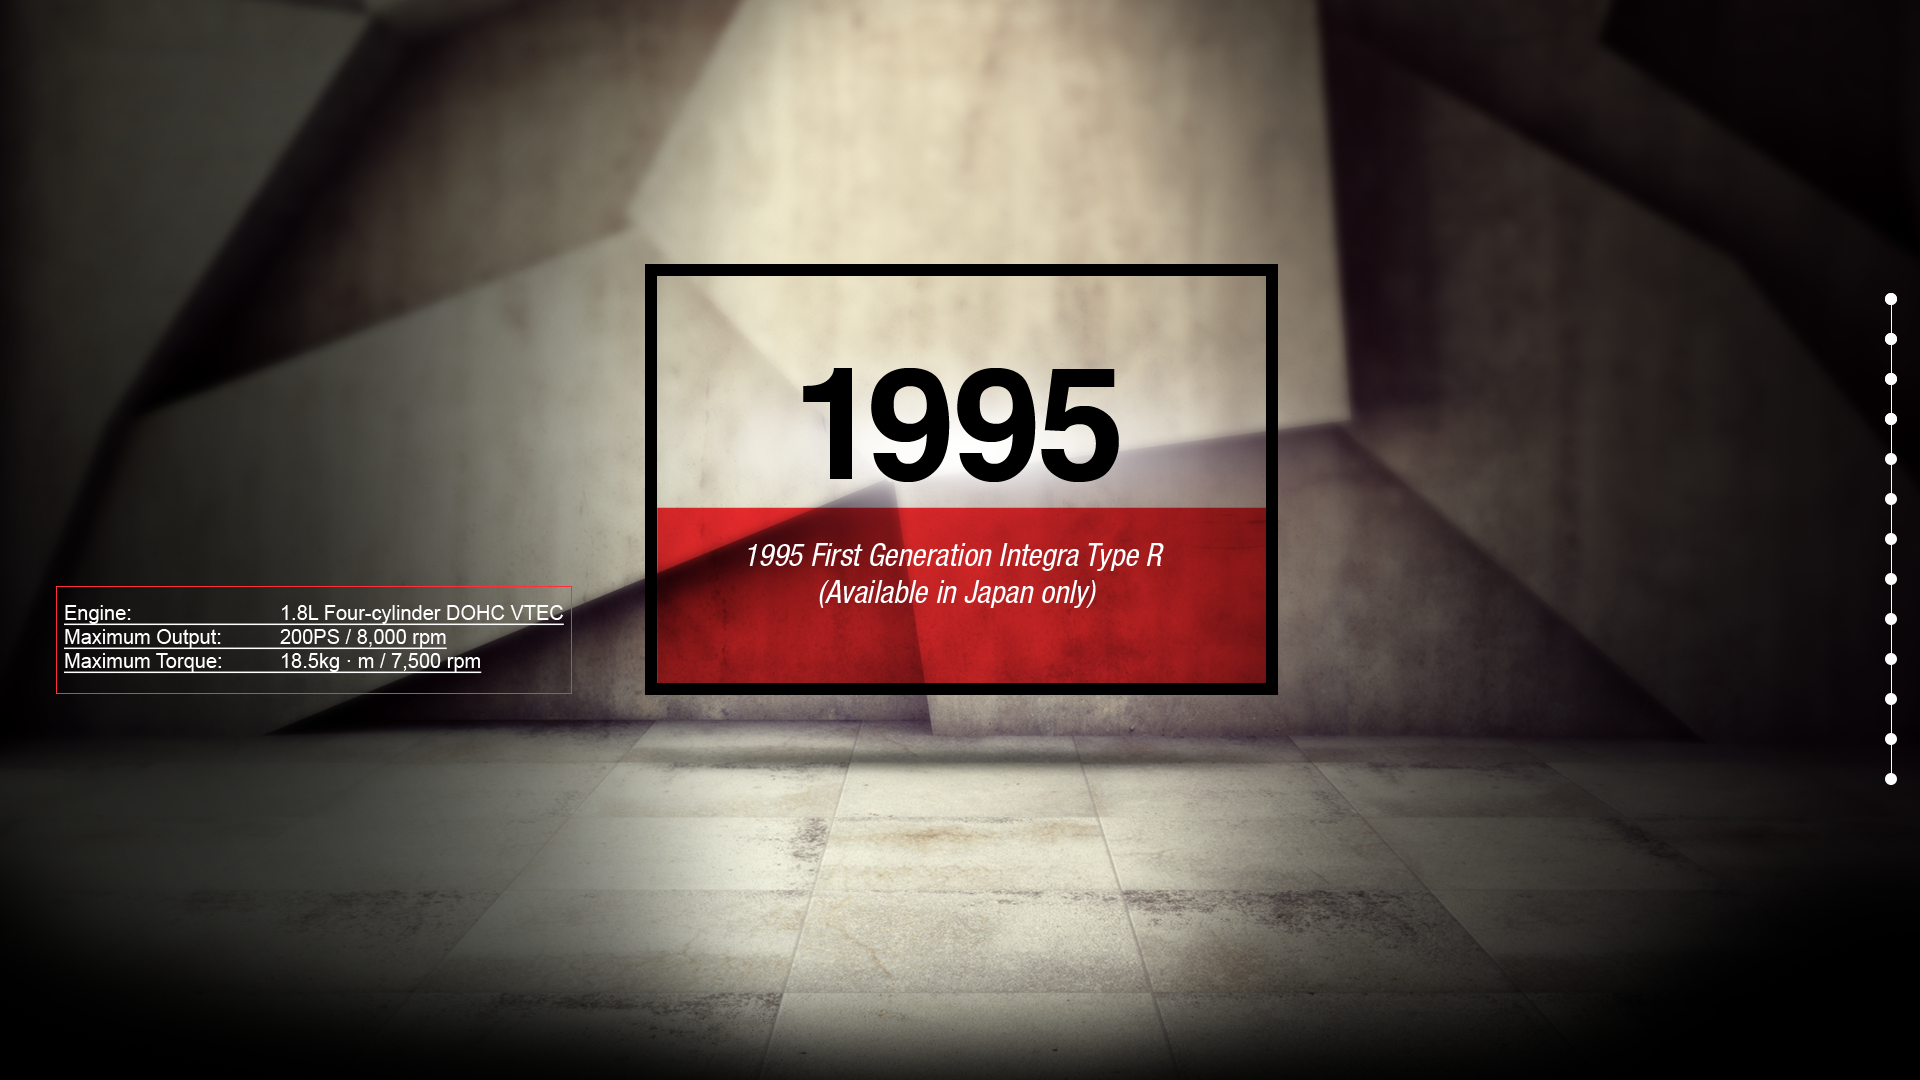 1995
1995 First Generation Integra Type R
(Available in Japan only)
Engine: 1.8L Four-cylinder DOHC VTEC
Maximum Output: 200PS / 8,000 rpm
Maximum Torque: 18.5kg · m / 7,500 rpm